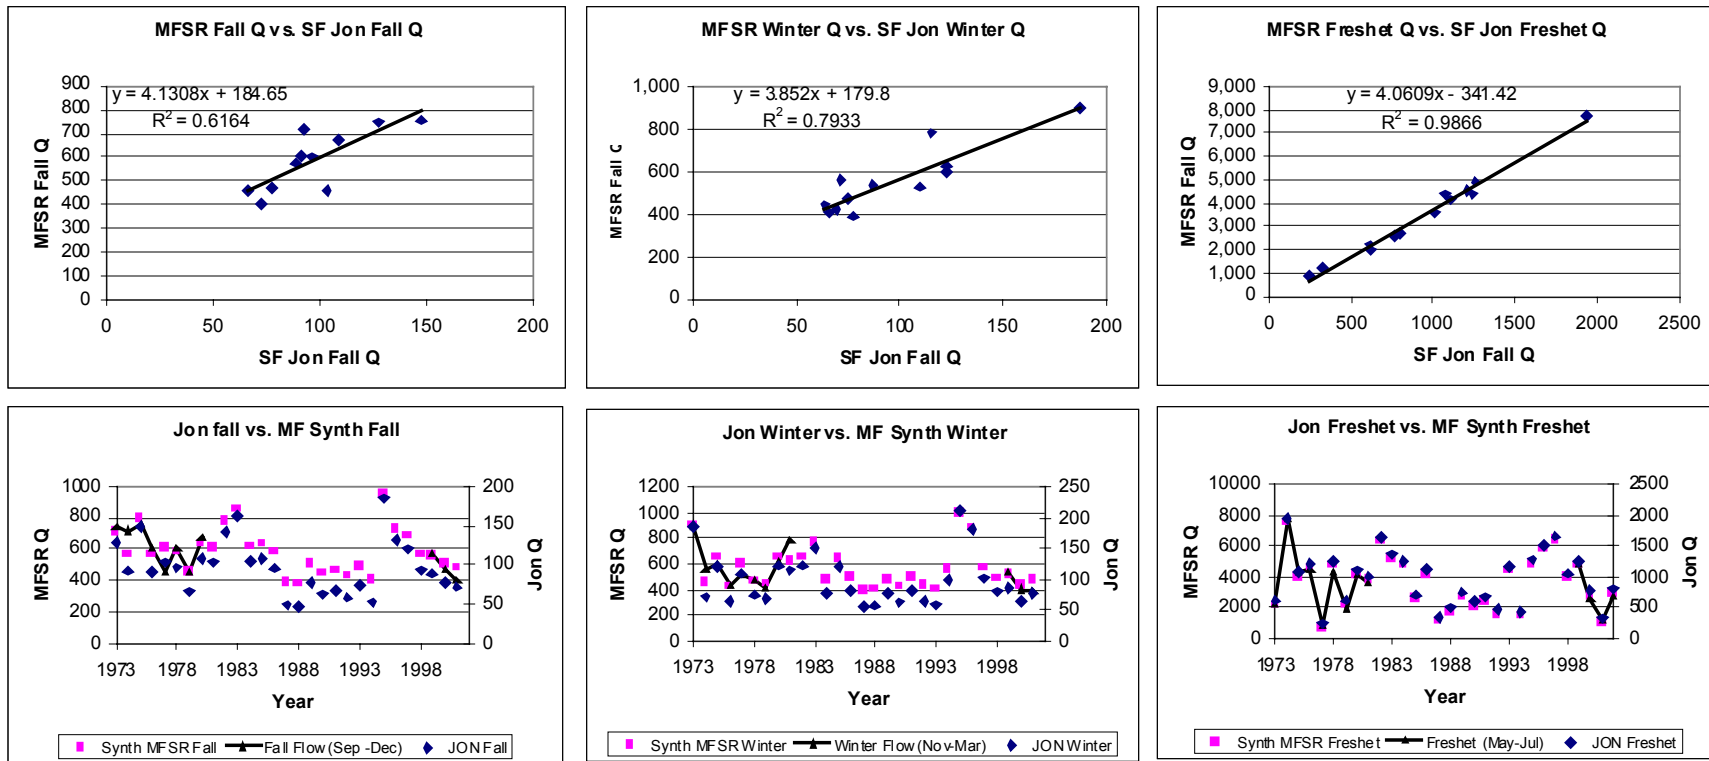 MFSR Fall Q vs. SF Jon Fall Q
y = 4.1308x + 184.65
R² = 0.6164
MFSR Fall Q
900
800
700
600
500
400
300
200
100
0
0 50 100 150 200
SF Jon Fall Q
MFSR Winter Q vs. SF Jon Winter Q
y = 3.852x + 179.8
R² = 0.7933
MFSR Fall Q
1,000
800
600
400
200
0
0 50 100 150 200
SF Jon Fall Q
MFSR Freshet Q vs. SF Jon Freshet Q
y = 4.0609x - 341.42
R² = 0.9866
MFSR Fall Q
9,000
8,000
7,000
6,000
5,000
4,000
3,000
2,000
1,000
0
0 500 1000 1500 2000 2500
SF Jon Fall Q
Jon fall vs. MF Synth Fall
MFSR Q
1000
800
600
400
200
0
200
150
100
50
0
Jon Q
1973 1978 1983 1988 1993 1998
Year
Synth MFSR Fall Fall Flow (Sep -Dec) JON Fall
Jon Winter vs. MF Synth Winter
MFSR Q
1200
1000
800
600
400
200
0
250
200
150
100
50
0
Jon Q
1973 1978 1983 1988 1993 1998
Year
Synth MFSR Winter Winter Flow (Nov-Mar) JON Winter
Jon Freshet vs. MF Synth Freshet
MFSR Q
10000
8000
6000
4000
2000
0
2500
2000
1500
1000
500
0
Jon Q
1973 1978 1983 1988 1993 1998
Year
Synth MFSR Freshet Freshet (May-Jul) JON Freshet